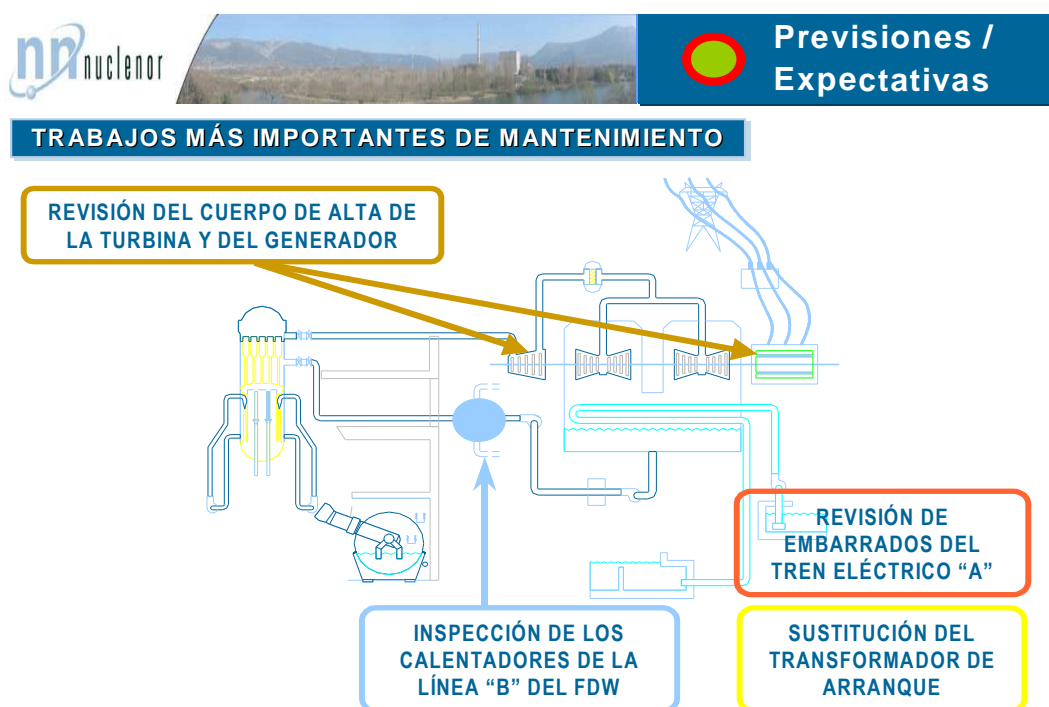 nn nuclenor
Previsiones /
Expectativas
TRABAJOS MÁS IMPORTANTES DE MANTENIMIENTO
REVISIÓN DEL CUERPO DE ALTA DE
LA TURBINA Y DEL GENERADOR
REVISIÓN DE
EMBARRADOS DEL
TREN ELÉCTRICO “A”
INSPECCIÓN DE LOS
CALENTADORES DE LA
LÍNEA “B” DEL FDW
SUSTITUCIÓN DEL
TRANSFORMADOR DE
ARRANQUE